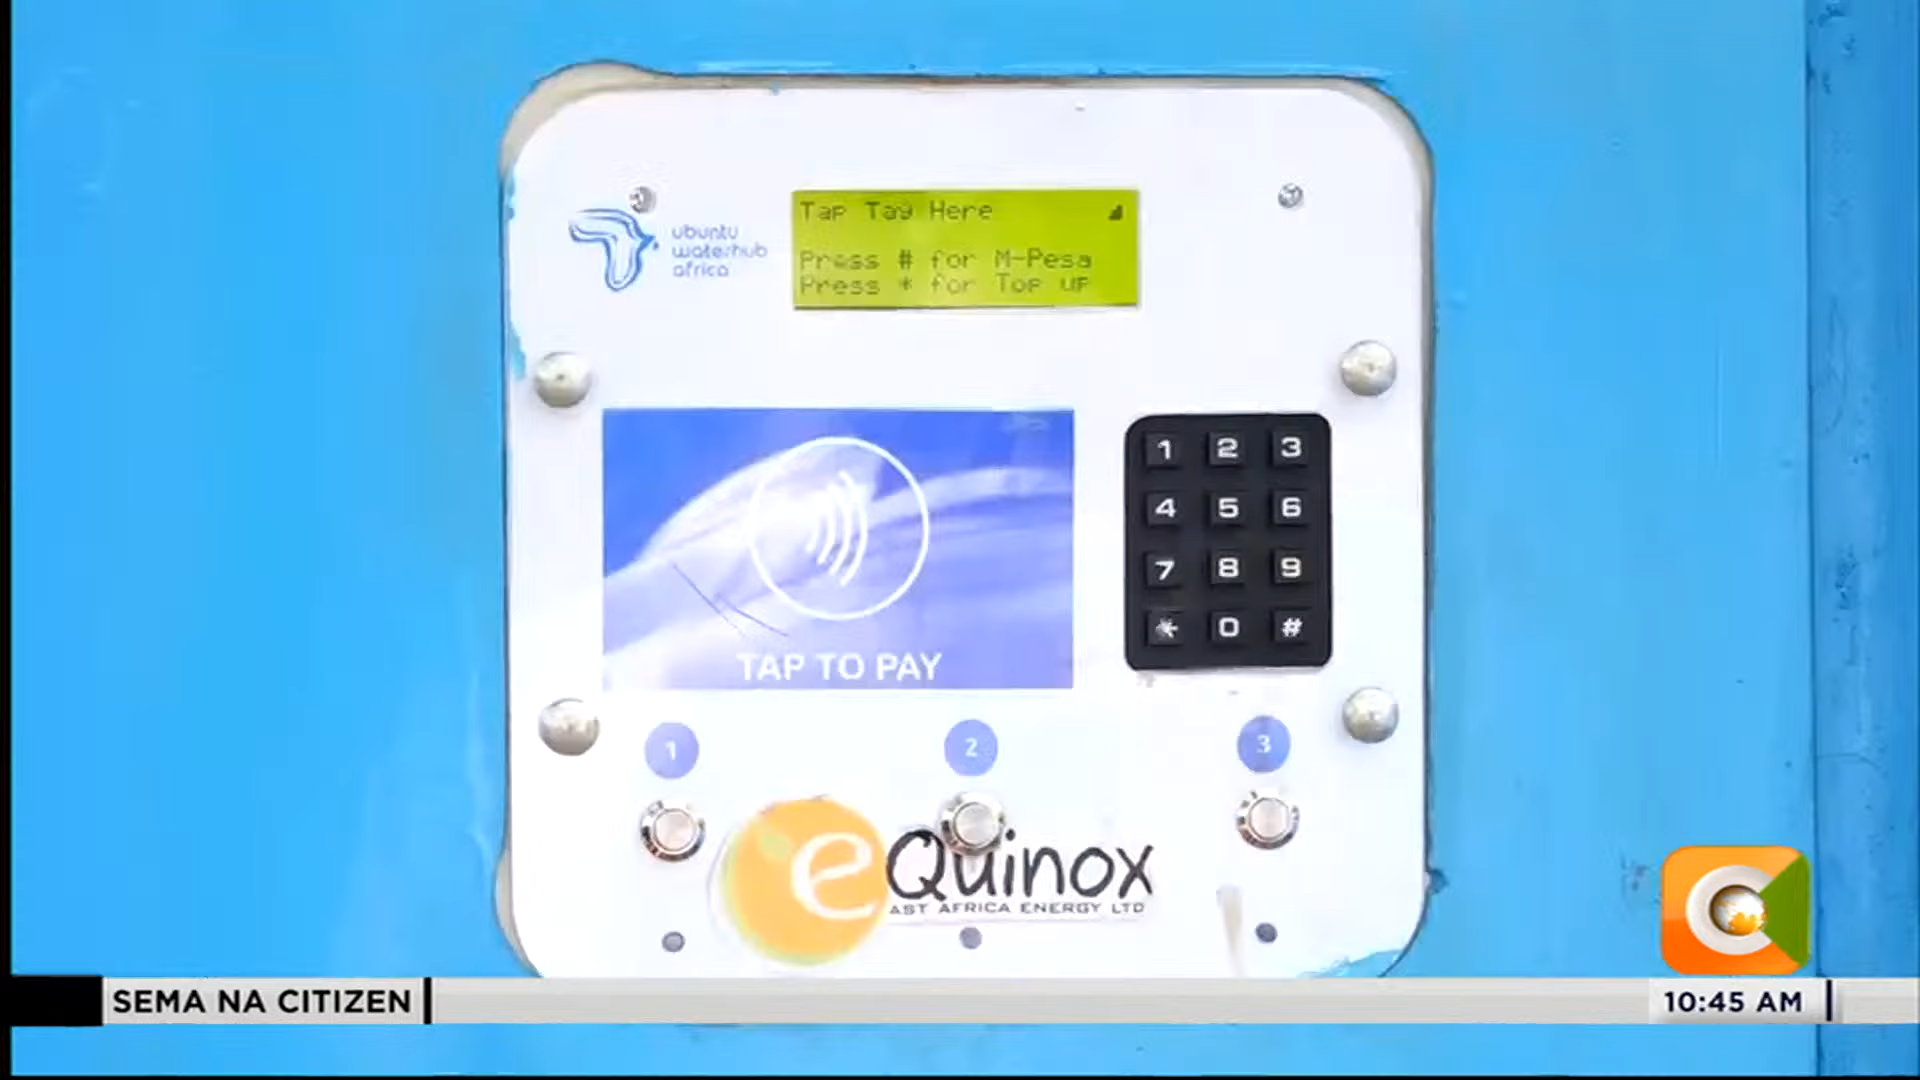 Tap Tag Here
Press # for M-Pesa
Press * for Top up
ubuntu
waterhub
africa
1 2 3
4 5 6
7 8 9
* 0 #
TAP TO PAY
1 2 3
eQuinox
AST AFRICA ENERGY LTD
SEMA NA CITIZEN
10:45 AM